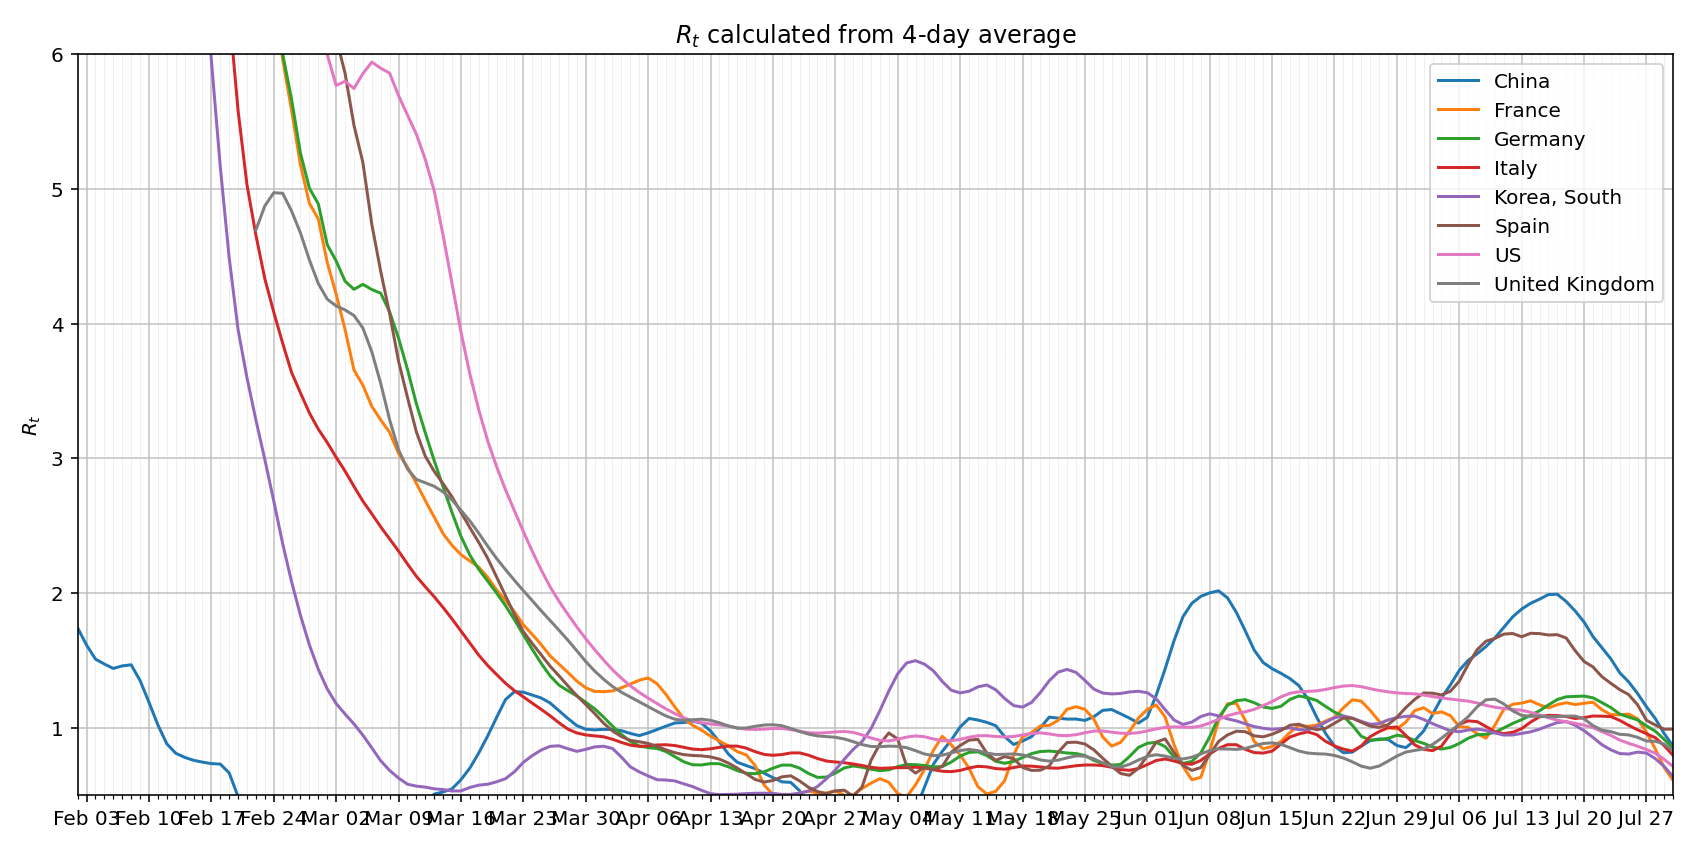 R_t calculated from 4-day average
6
5
4
3
2
1
R_t
China
France
Germany
Italy
Korea, South
Spain
US
United Kingdom
Feb 03 Feb 10 Feb 17 Feb 24 Mar 02 Mar 09 Mar 16 Mar 23 Mar 30 Apr 06 Apr 13 Apr 20 Apr 27 May 04 May 11 May 18 May 25 Jun 01 Jun 08 Jun 15 Jun 22 Jun 29 Jul 06 Jul 13 Jul 20 Jul 27